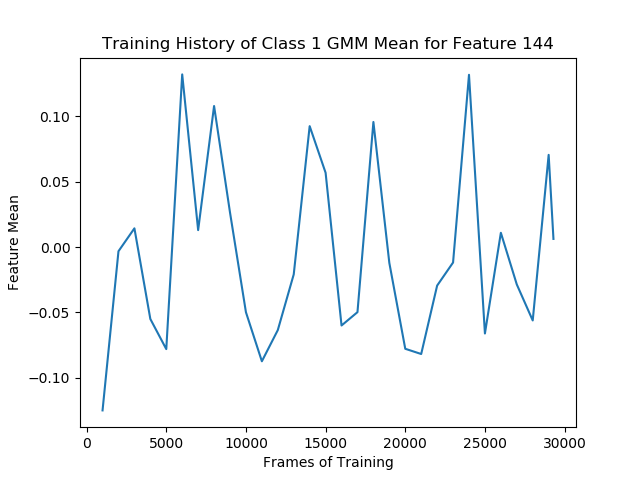 Training History of Class 1 GMM Mean for Feature 144
0.10
0.05
0.00
−0.05
−0.10
Feature Mean
0 5000 10000 15000 20000 25000 30000
Frames of Training